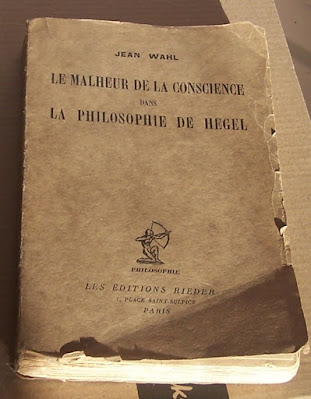 JEAN WAHL
LE MALHEUR DE LA CONSCIENCE
DANS
LA PHILOSOPHIE DE HEGEL
PHILOSOPHIE
LES ÉDITIONS RIEDER
7, PLACE SAINT-SULPICE
PARIS